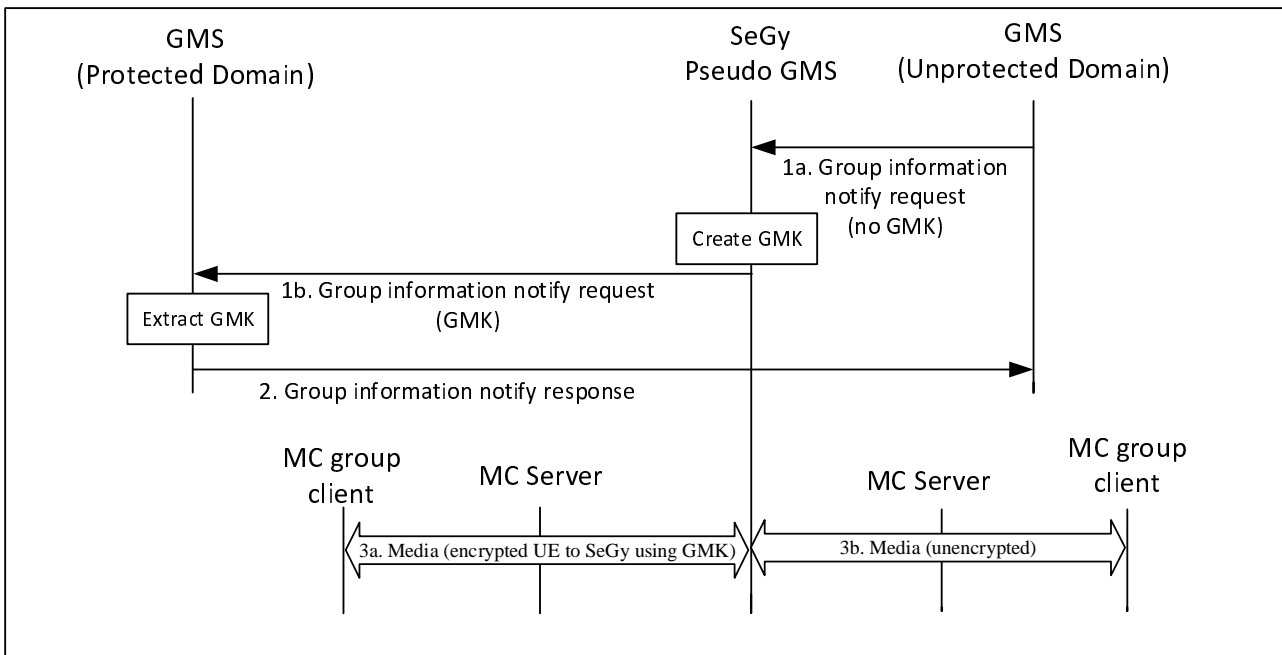 GMS
(Protected Domain)
SeGy
Pseudo GMS
GMS
(Unprotected Domain)
1a. Group information
notify request
(no GMK)
Create GMK
1b. Group information notify request
(GMK)
Extract GMK
2. Group information notify response
MC group
client
MC Server
MC Server
MC group
client
3a. Media (encrypted UE to SeGy using GMK)
3b. Media (unencrypted)